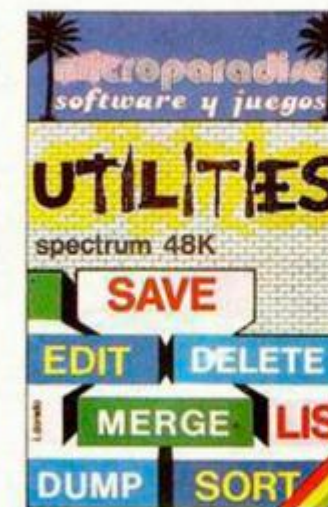 microparadise
software y juegos
UTILITIES
spectrum 48K
SAVE
EDIT DELETE
MERGE LIS
DUMP SORT